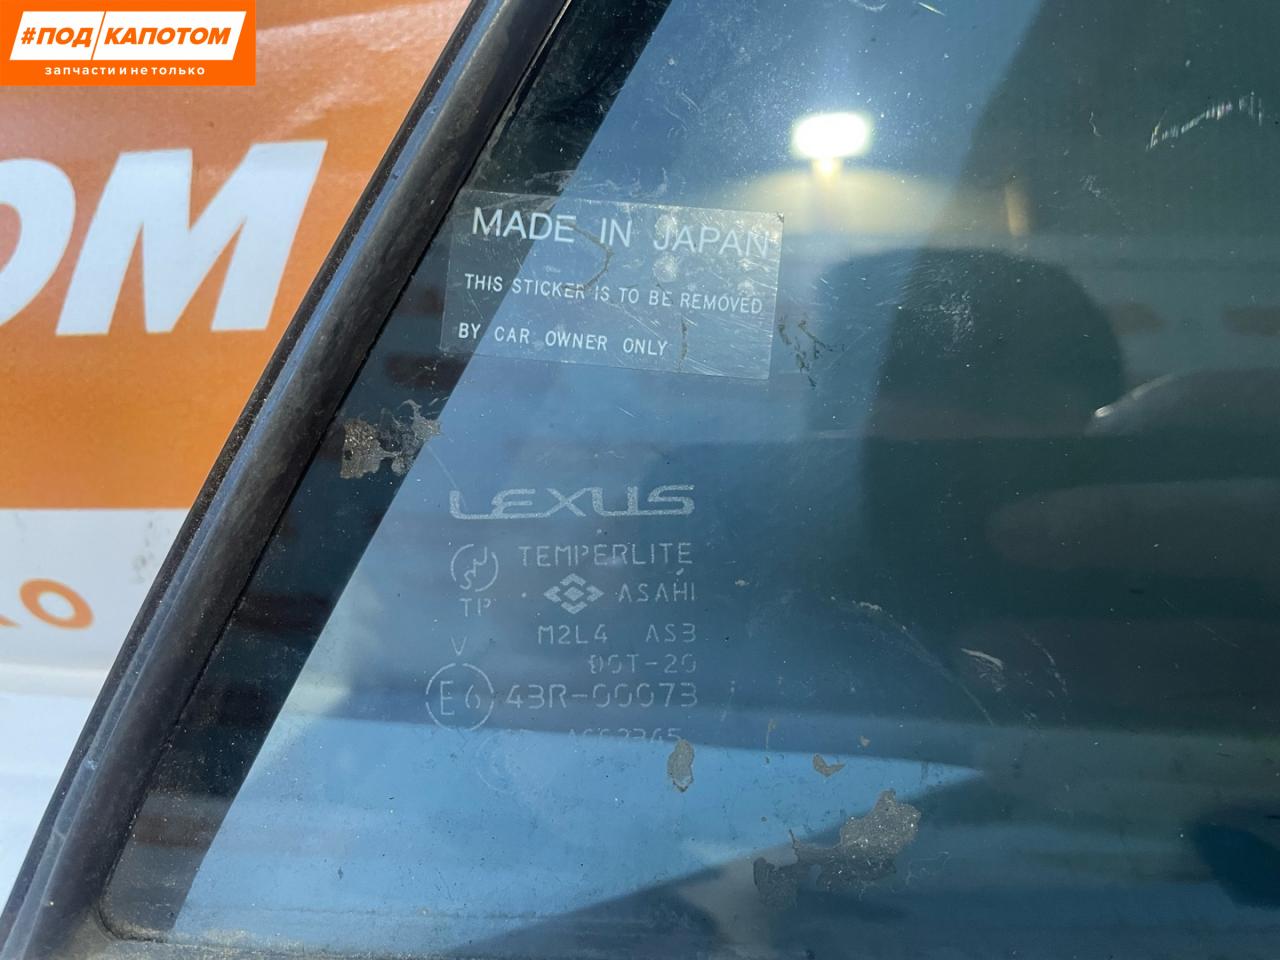 #ПОД КАПОТОМ
запчасти и не только
ОМ
MADE IN JAPAN
THIS STICKER IS TO BE REMOVED
BY CAR OWNER ONLY
LEXUS
TEMPERLITE
TP ASAHI
M2L4 AS3
V DOT-20
E6 43R-00073